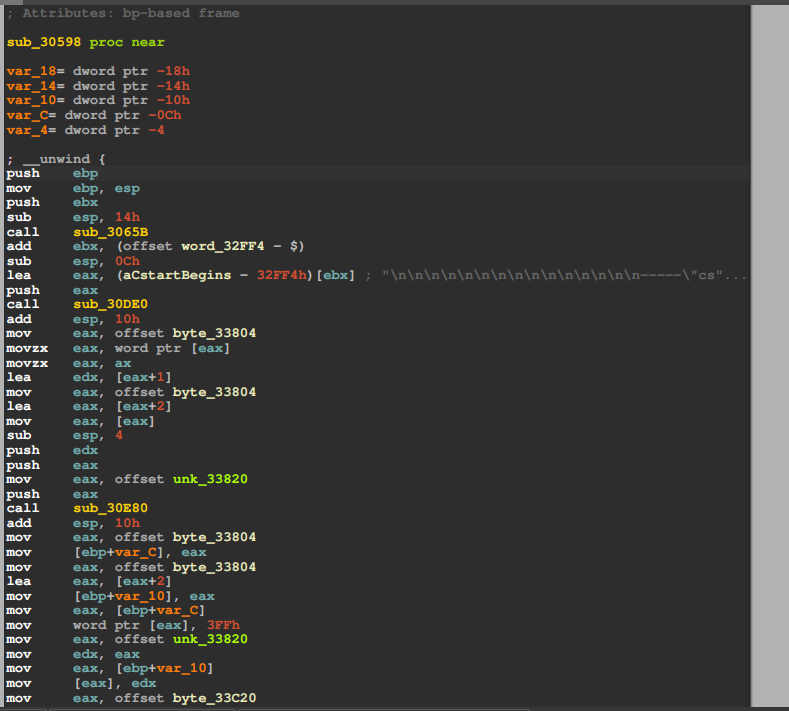 ; Attributes: bp-based frame
sub_30598 proc near
var_18= dword ptr -18h
var_14= dword ptr -14h
var_10= dword ptr -10h
var_C= dword ptr -0Ch
var_4= dword ptr -4
; __unwind {
push ebp
mov ebp, esp
push ebx
sub esp, 14h
call sub_3065B
add ebx, (offset word_32FF4 - $)
sub esp, 0Ch
lea eax, (aCstartBegins - 32FF4h)[ebx] ; "\n\n\n\n\n\n\n\n\n\n\n\n\n\n\n-----\"cs"...
push eax
call sub_30DE0
add esp, 10h
mov eax, offset byte_33804
movzx eax, word ptr [eax]
movzx eax, ax
lea edx, [eax+1]
mov eax, offset byte_33804
lea eax, [eax+2]
mov eax, [eax]
sub esp, 4
push edx
push eax
mov eax, offset unk_33820
push eax
call sub_30E80
add esp, 10h
mov eax, offset byte_33804
mov [ebp+var_C], eax
mov eax, offset byte_33804
lea eax, [eax+2]
mov [ebp+var_10], eax
mov eax, [ebp+var_C]
mov word ptr [eax], 3FFh
mov eax, offset unk_33820
mov edx, eax
mov eax, [ebp+var_10]
mov [eax], edx
mov eax, offset byte_33C20